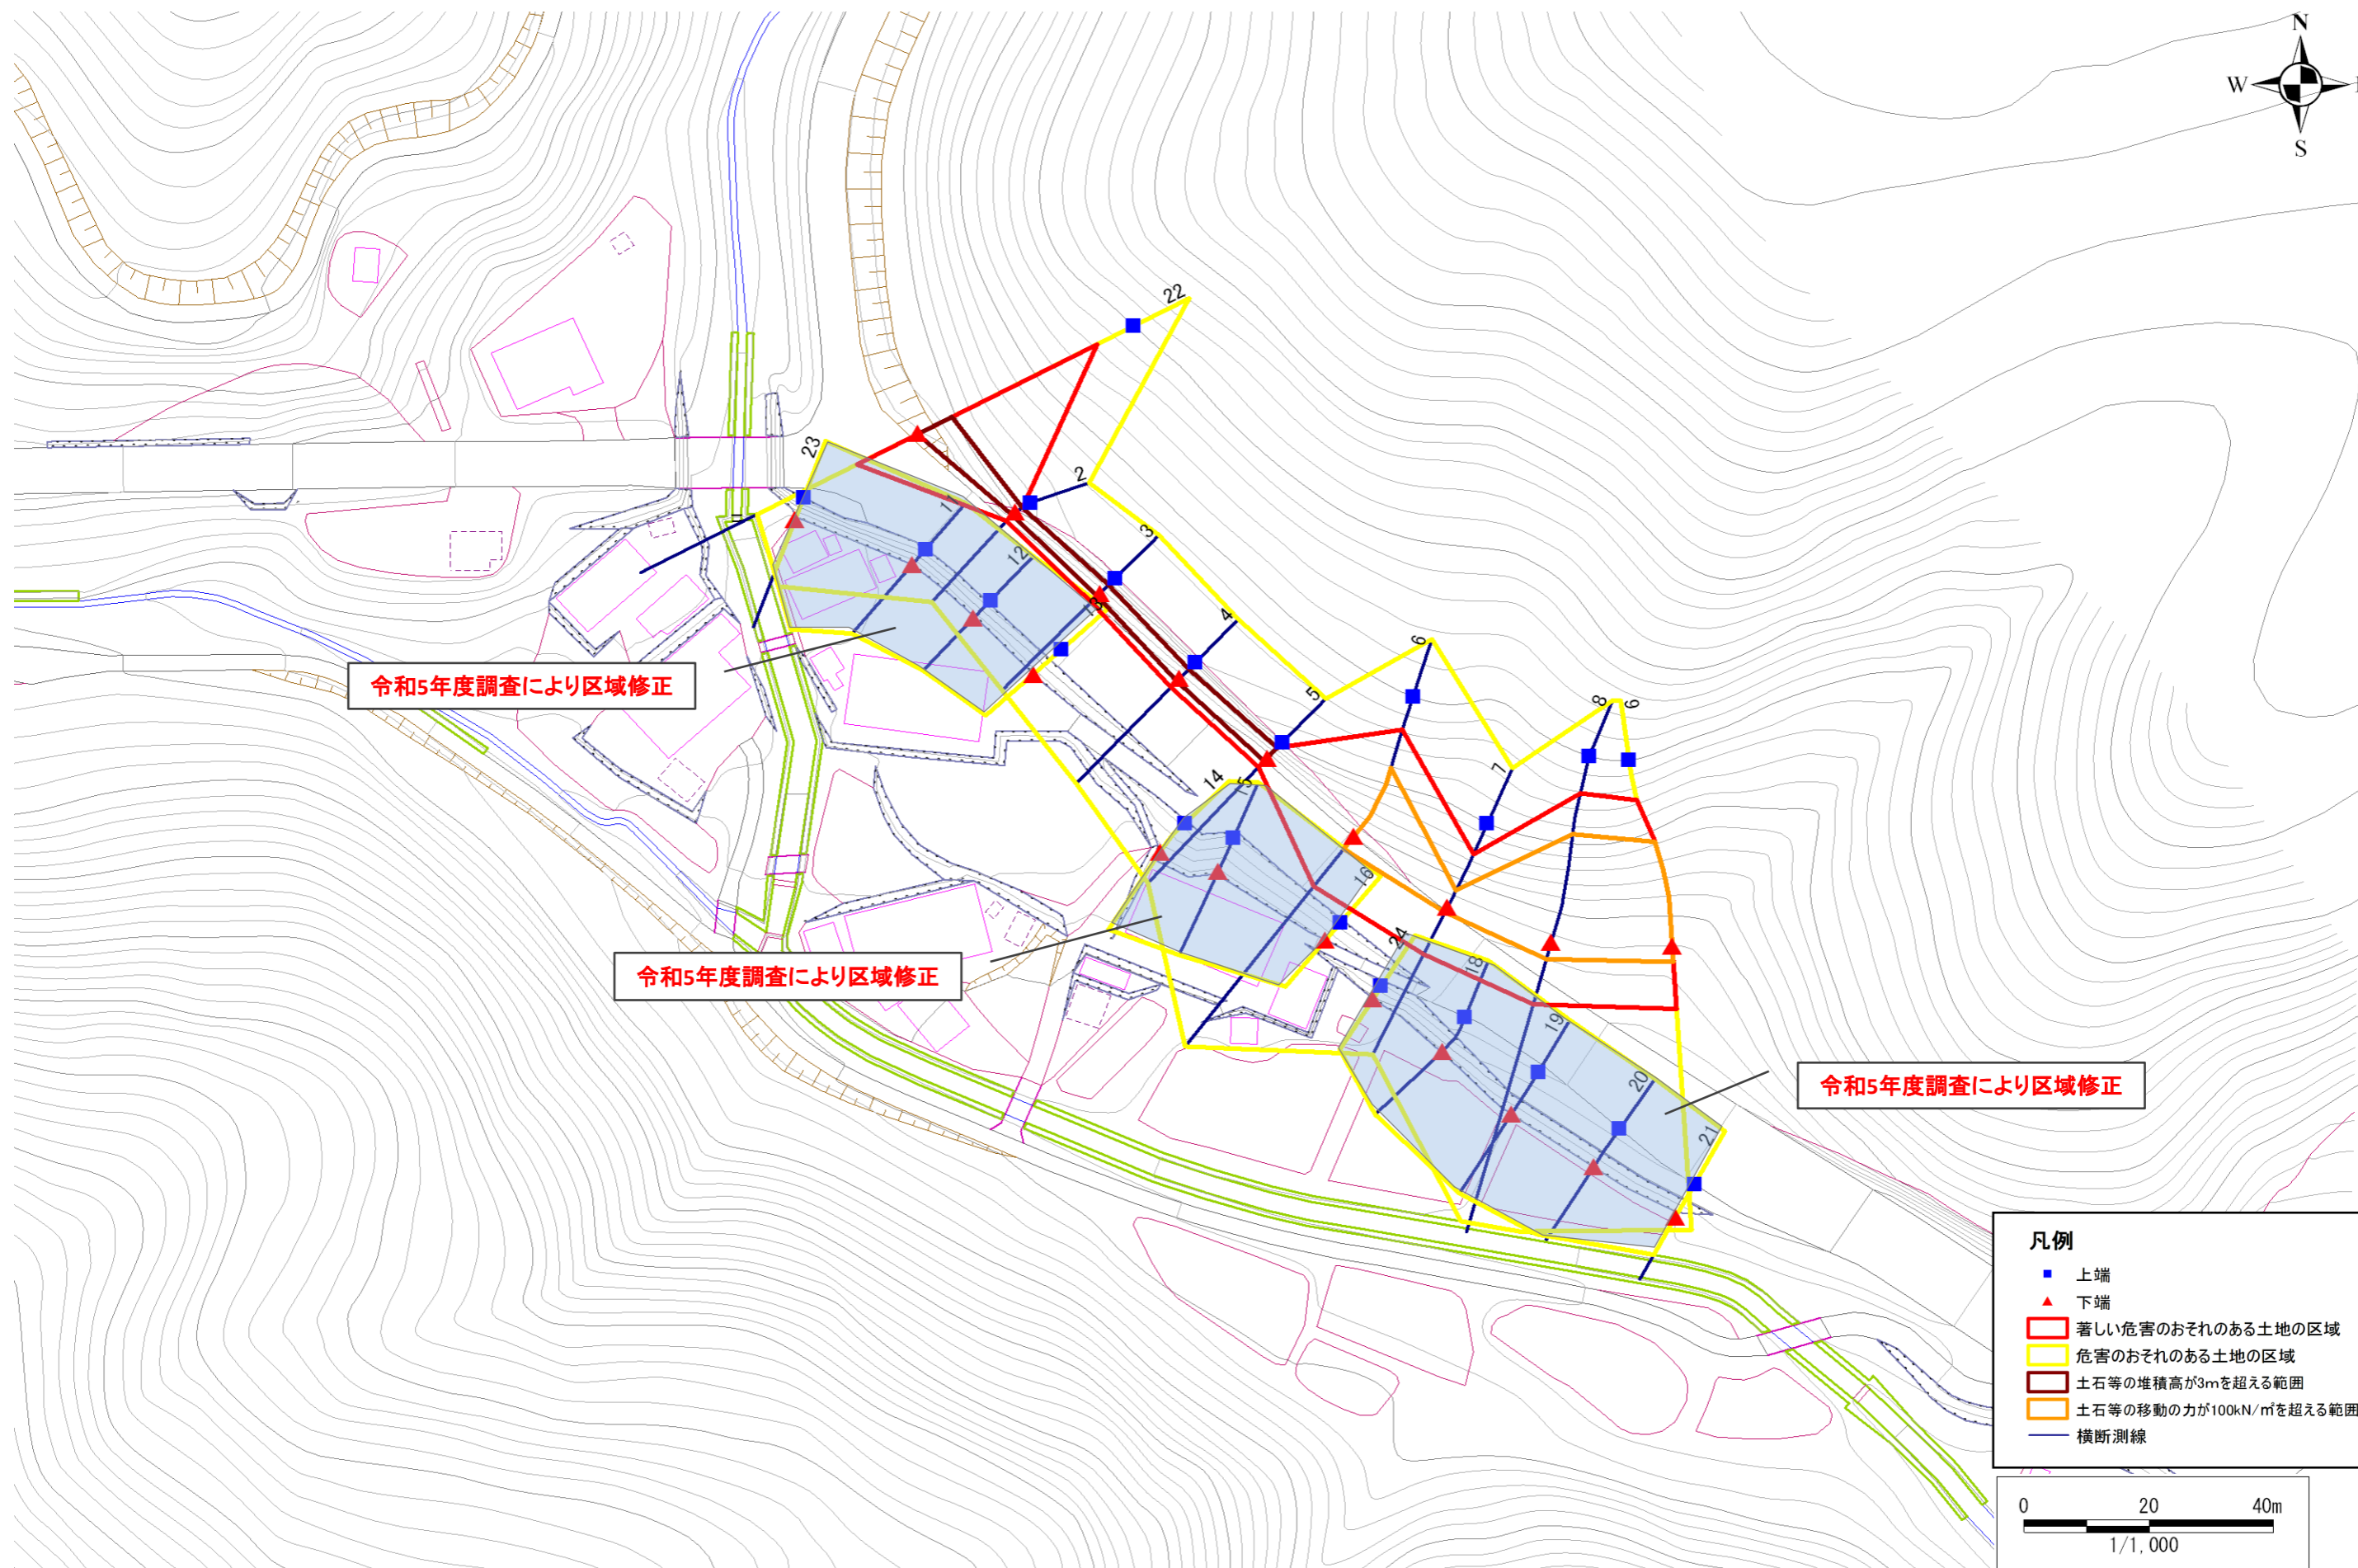 N
W
S
22
23
2
3
1
12
13
4
5
6
7
8
9
14
15
16
24
18
19
20
21
令和5年度調査により区域修正
令和5年度調査により区域修正
令和5年度調査により区域修正
凡例
上端
下端
著しい危害のおそれのある土地の区域
危害のおそれのある土地の区域
土石等の堆積高が3mを超える範囲
土石等の移動の力が100kN/㎡を超える範囲
横断測線
0 20 40m
1/1,000